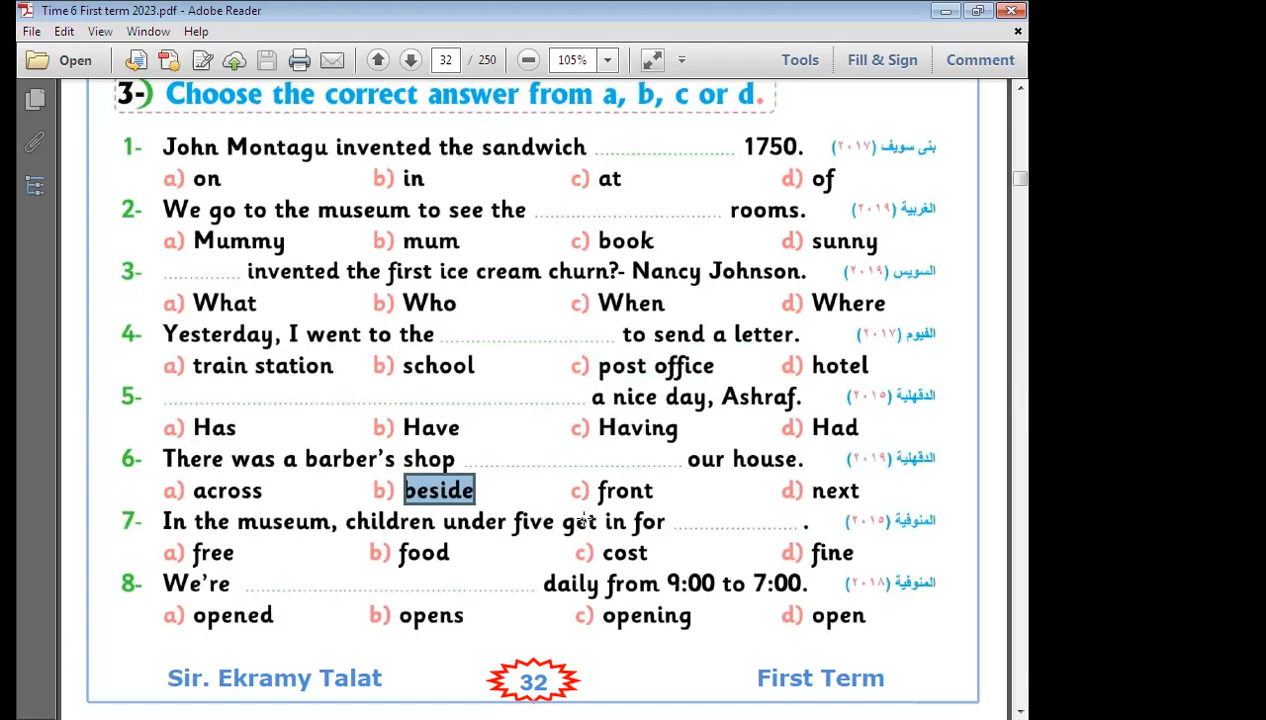 Time 6 First term 2023.pdf - Adobe Reader
File Edit View Window Help
Open 32 / 250 105% Tools Fill & Sign Comment
3-) Choose the correct answer from a, b, c or d.
1- John Montagu invented the sandwich .................... 1750. بنى سويف (٢٠١٧)
a) on b) in c) at d) of
2- We go to the museum to see the .................... rooms. الغربية (٢٠١٩)
a) Mummy b) mum c) book d) sunny
3- ............ invented the first ice cream churn?- Nancy Johnson. السويس (٢٠١٩)
a) What b) Who c) When d) Where
4- Yesterday, I went to the .................... to send a letter. الفيوم (٢٠١٧)
a) train station b) school c) post office d) hotel
5- .................... a nice day, Ashraf. الدقهلية (٢٠١٥)
a) Has b) Have c) Having d) Had
6- There was a barber's shop .................... our house. الدقهلية (٢٠١٩)
a) across b) beside c) front d) next
7- In the museum, children under five get in for .................... . المنوفية (٢٠١٥)
a) free b) food c) cost d) fine
8- We're .................... daily from 9:00 to 7:00. المنوفية (٢٠١٨)
a) opened b) opens c) opening d) open
Sir. Ekramy Talat 32 First Term